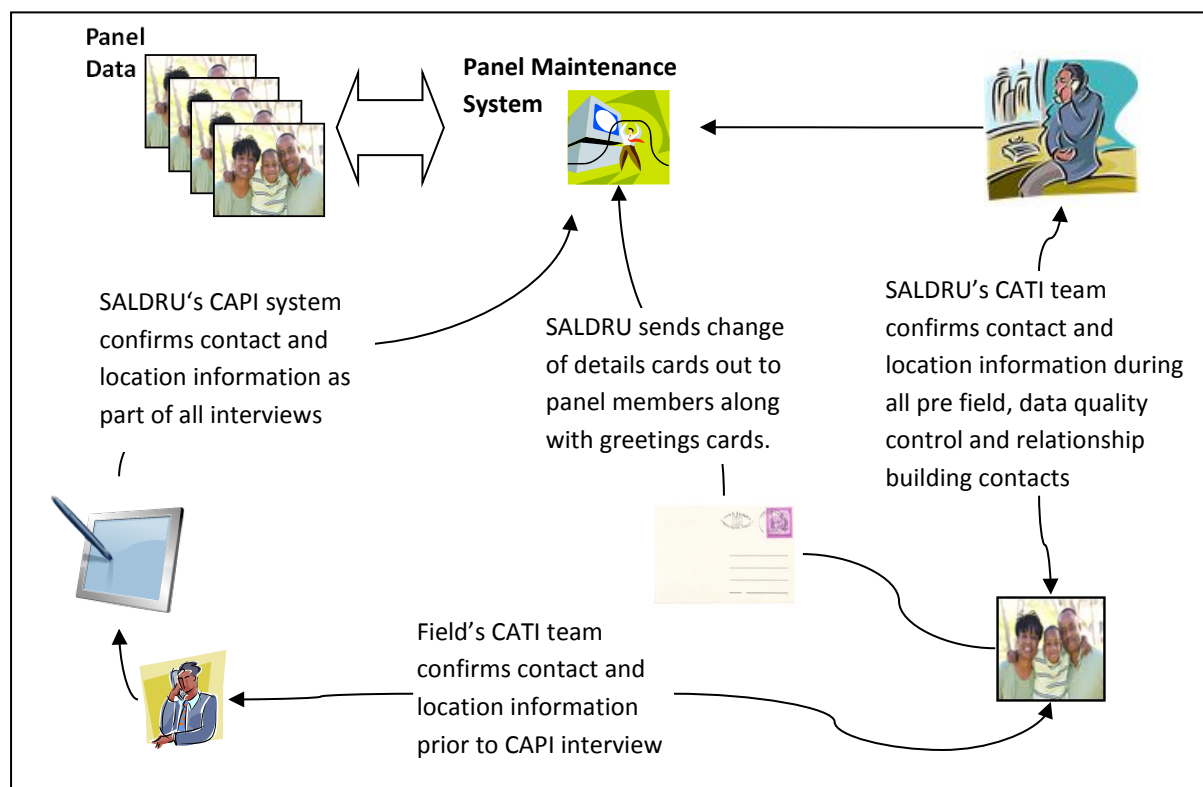 Panel
Data
Panel Maintenance
System
SALDRU‘s CAPI system
confirms contact and
location information as
part of all interviews
SALDRU sends change
of details cards out to
panel members along
with greetings cards.
SALDRU’s CATI team
confirms contact and
location information during
all pre field, data quality
control and relationship
building contacts
Field’s CATI team
confirms contact and
location information
prior to CAPI interview